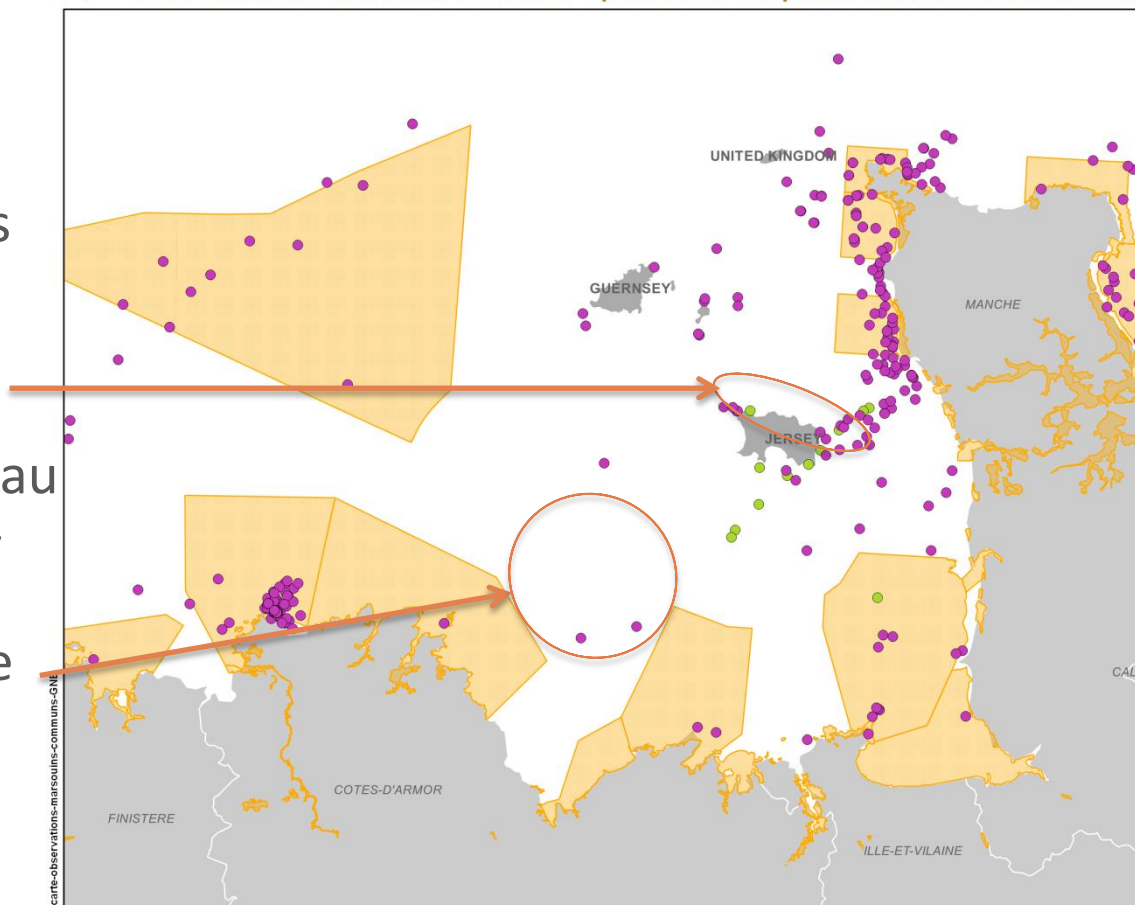 s
au
e
UNITED KINGDOM
GUERNSEY
MANCHE
JERSEY
COTES-D'ARMOR
FINISTERE
ILLE-ET-VILAINE
CAL
carte-observations-marsouins-communs-GNE